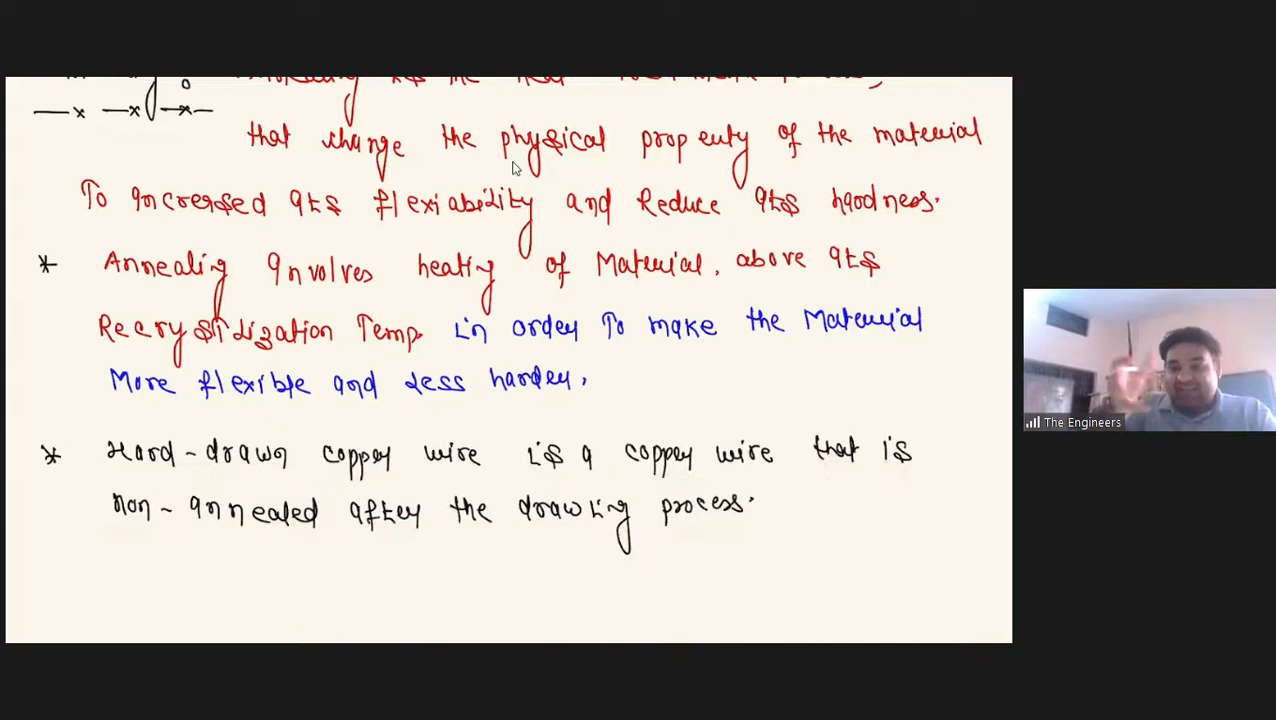 that change the physical property of the material
To increased its flexiability and Reduce its hardness.
* Annealing involves heating of Material, above its
Recrystilization Temp. in order To make the Material
More flexible and Less harder.
* Hard-drawn copper wire is a copper wire that is
non-annealed after the drawing process.
The Engineers